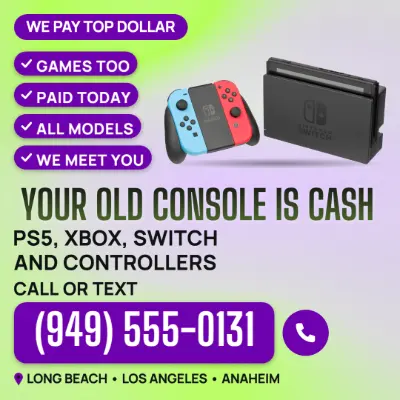 WE PAY TOP DOLLAR
GAMES TOO
PAID TODAY
ALL MODELS
WE MEET YOU
SWITCH
YOUR OLD CONSOLE IS CASH
PS5, XBOX, SWITCH
AND CONTROLLERS
CALL OR TEXT
(949) 555-0131
LONG BEACH • LOS ANGELES • ANAHEIM